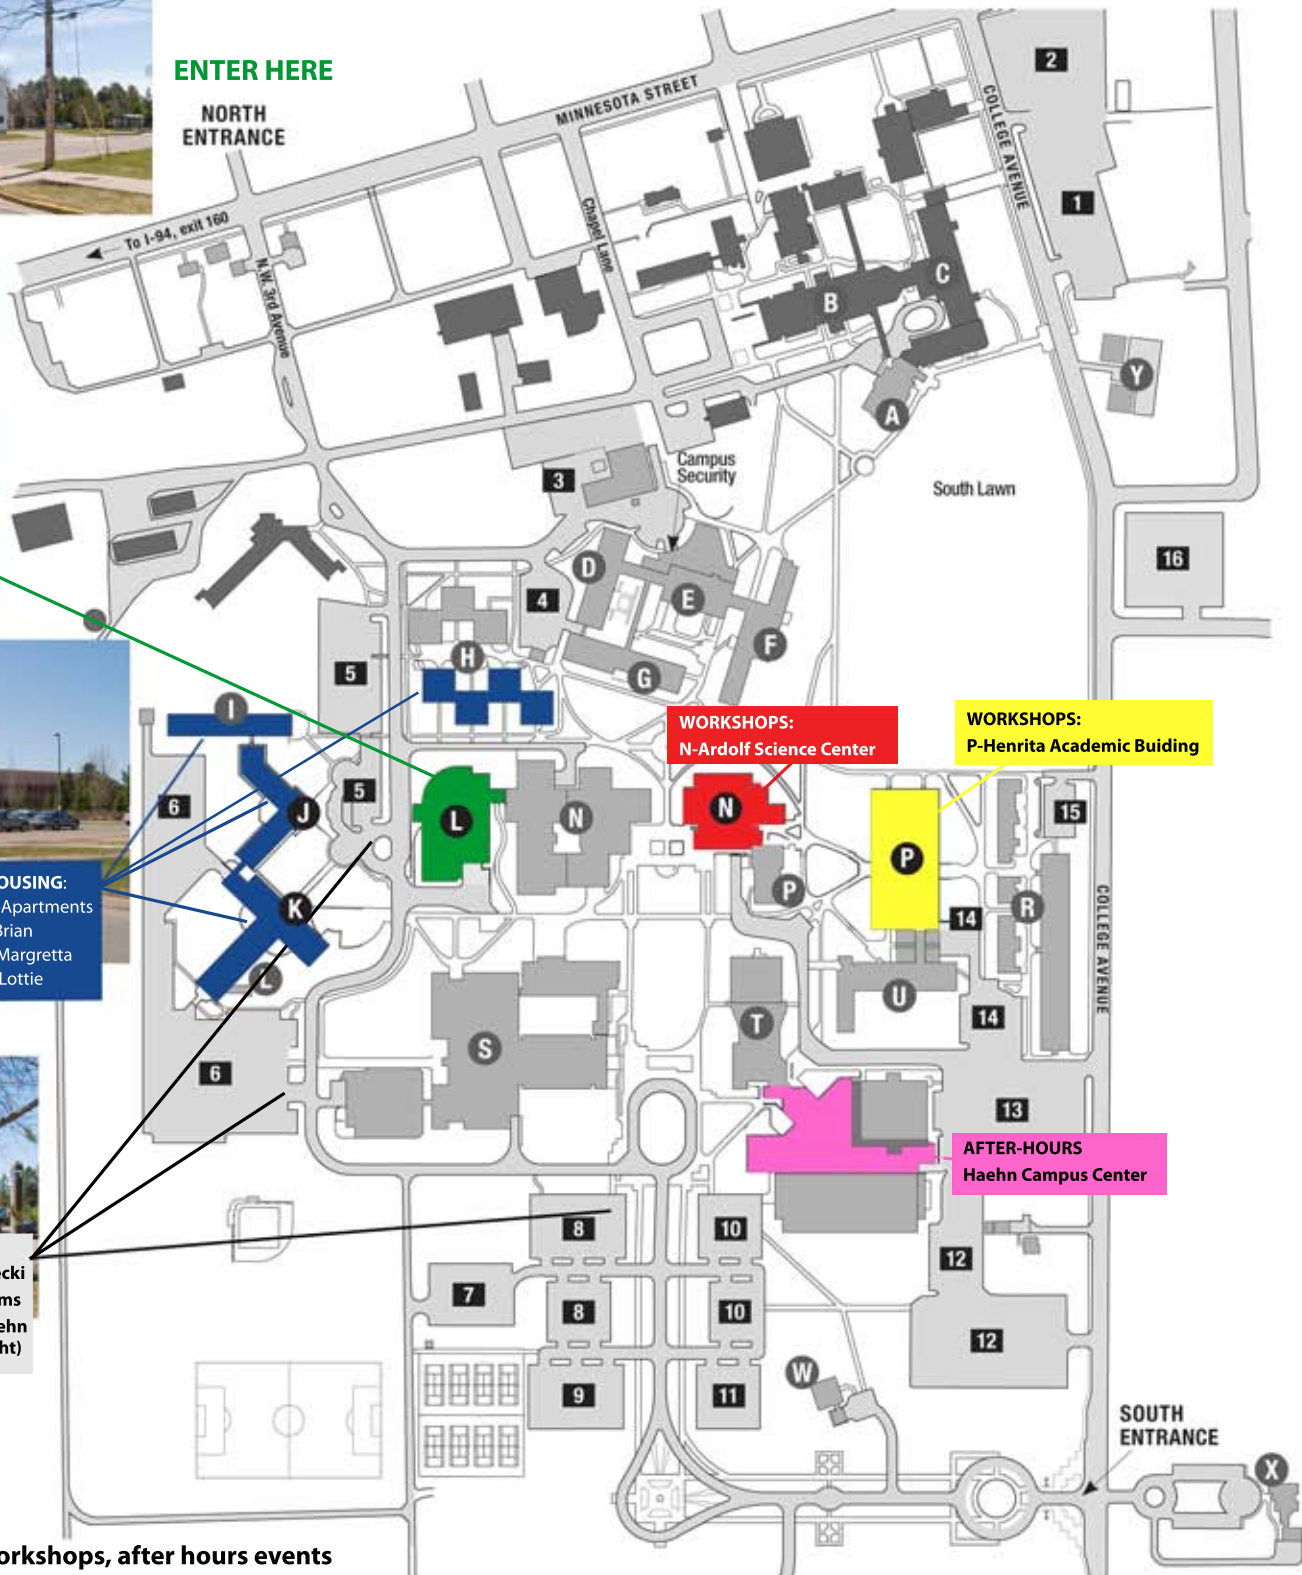 ENTER HERE
NORTH
ENTRANCE
MINNESOTA STREET
COLLEGE AVENUE
2
1
To I-94, exit 160
N.W. 3rd Avenue
Chapel Lane
B
C
A
Y
Campus
Security
South Lawn
3
16
D
E
F
G
4
H
5
I
WORKSHOPS:
N-Ardolf Science Center
WORKSHOPS:
P-Henrita Academic Buiding
6
J
5
L
N
N
P
P
15
R
14
COLLEGE AVENUE
OUSING:
Apartments
Brian
Margretta
Lottie
K
L
S
T
U
14
6
13
AFTER-HOURS
Haehn Campus Center
8
10
12
7
8
10
12
9
11
W
ecki
ms
ehn
ht)
SOUTH
ENTRANCE
X
orkshops, after hours events